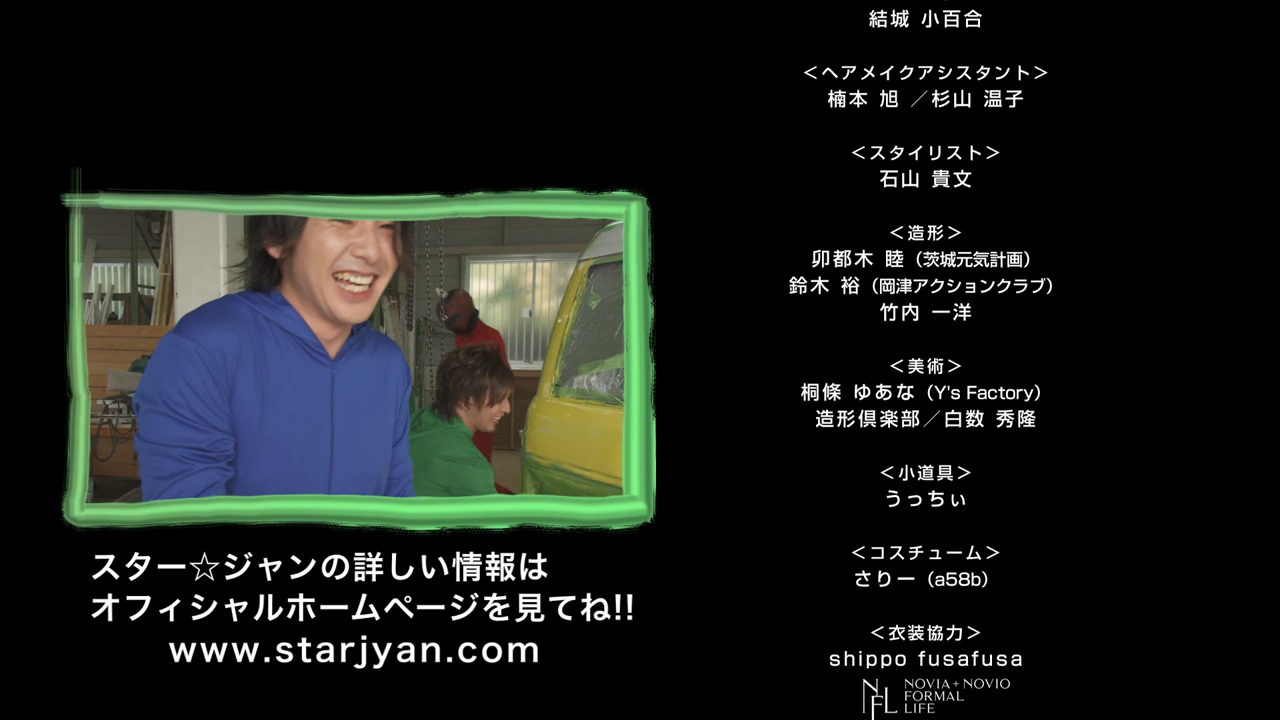 結城 小百合
＜ヘアメイクアシスタント＞
楠本 旭 ／杉山 温子
＜スタイリスト＞
石山 貴文
＜造形＞
卯都木 睦（茨城元気計画）
鈴木 裕（岡津アクションクラブ）
竹内 一洋
＜美術＞
桐條 ゆあな（Y's Factory）
造形倶楽部／白数 秀隆
＜小道具＞
うっちぃ
＜コスチューム＞
さりー（a58b）
＜衣装協力＞
shippo fusafusa
NFL NOVIA+NOVIO
FORMAL
LIFE
スター☆ジャンの詳しい情報は
オフィシャルホームページを見てね!!
www.starjyan.com